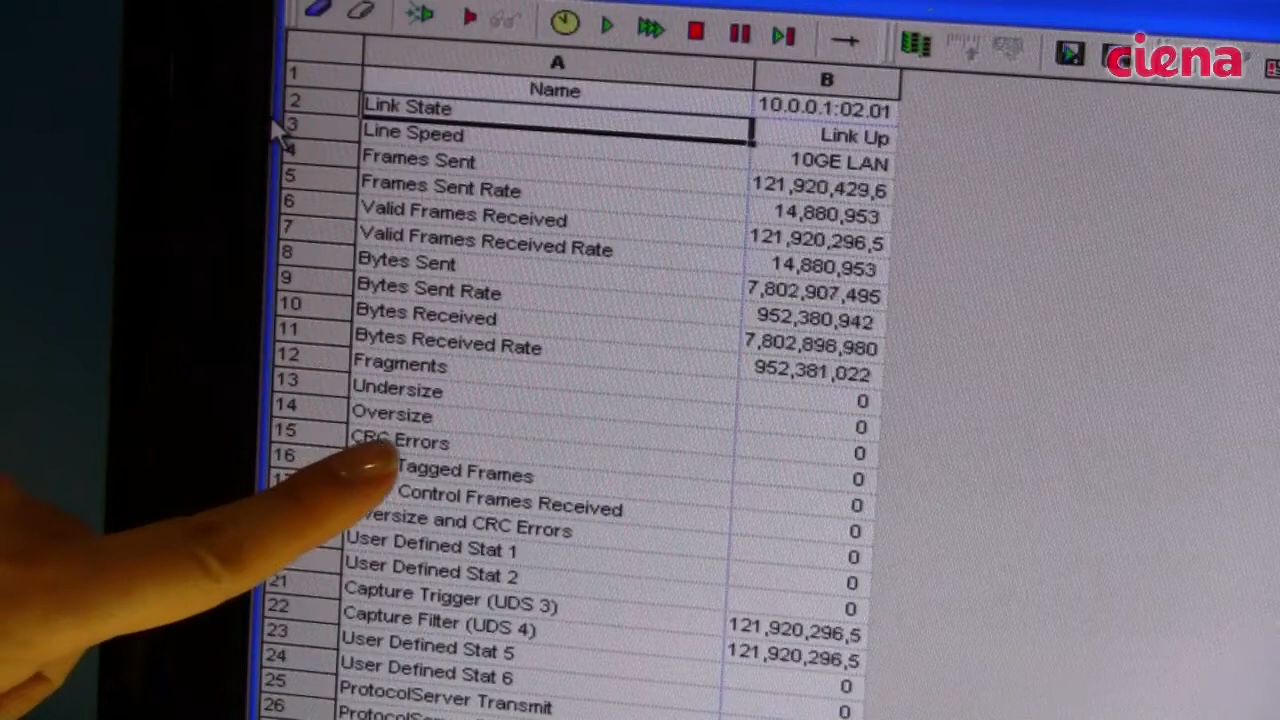 ciena
A B
1 Name 10.0.0.1:02.01
2 Link State Link Up
3 Line Speed 10GE LAN
4 Frames Sent 121,920,429,6
5 Frames Sent Rate 14,880,953
6 Valid Frames Received 121,920,296,5
7 Valid Frames Received Rate 14,880,953
8 Bytes Sent 7,802,907,495
9 Bytes Sent Rate 952,380,942
10 Bytes Received 7,802,898,980
11 Bytes Received Rate 952,381,022
12 Fragments 0
13 Undersize 0
14 Oversize 0
15 CRC Errors 0
16 Tagged Frames 0
Control Frames Received 0
Oversize and CRC Errors 0
User Defined Stat 1 0
User Defined Stat 2 0
21 Capture Trigger (UDS 3) 121,920,296,5
22 Capture Filter (UDS 4) 121,920,296,5
23 User Defined Stat 5 0
24 User Defined Stat 6 0
25 ProtocolServer Transmit
26